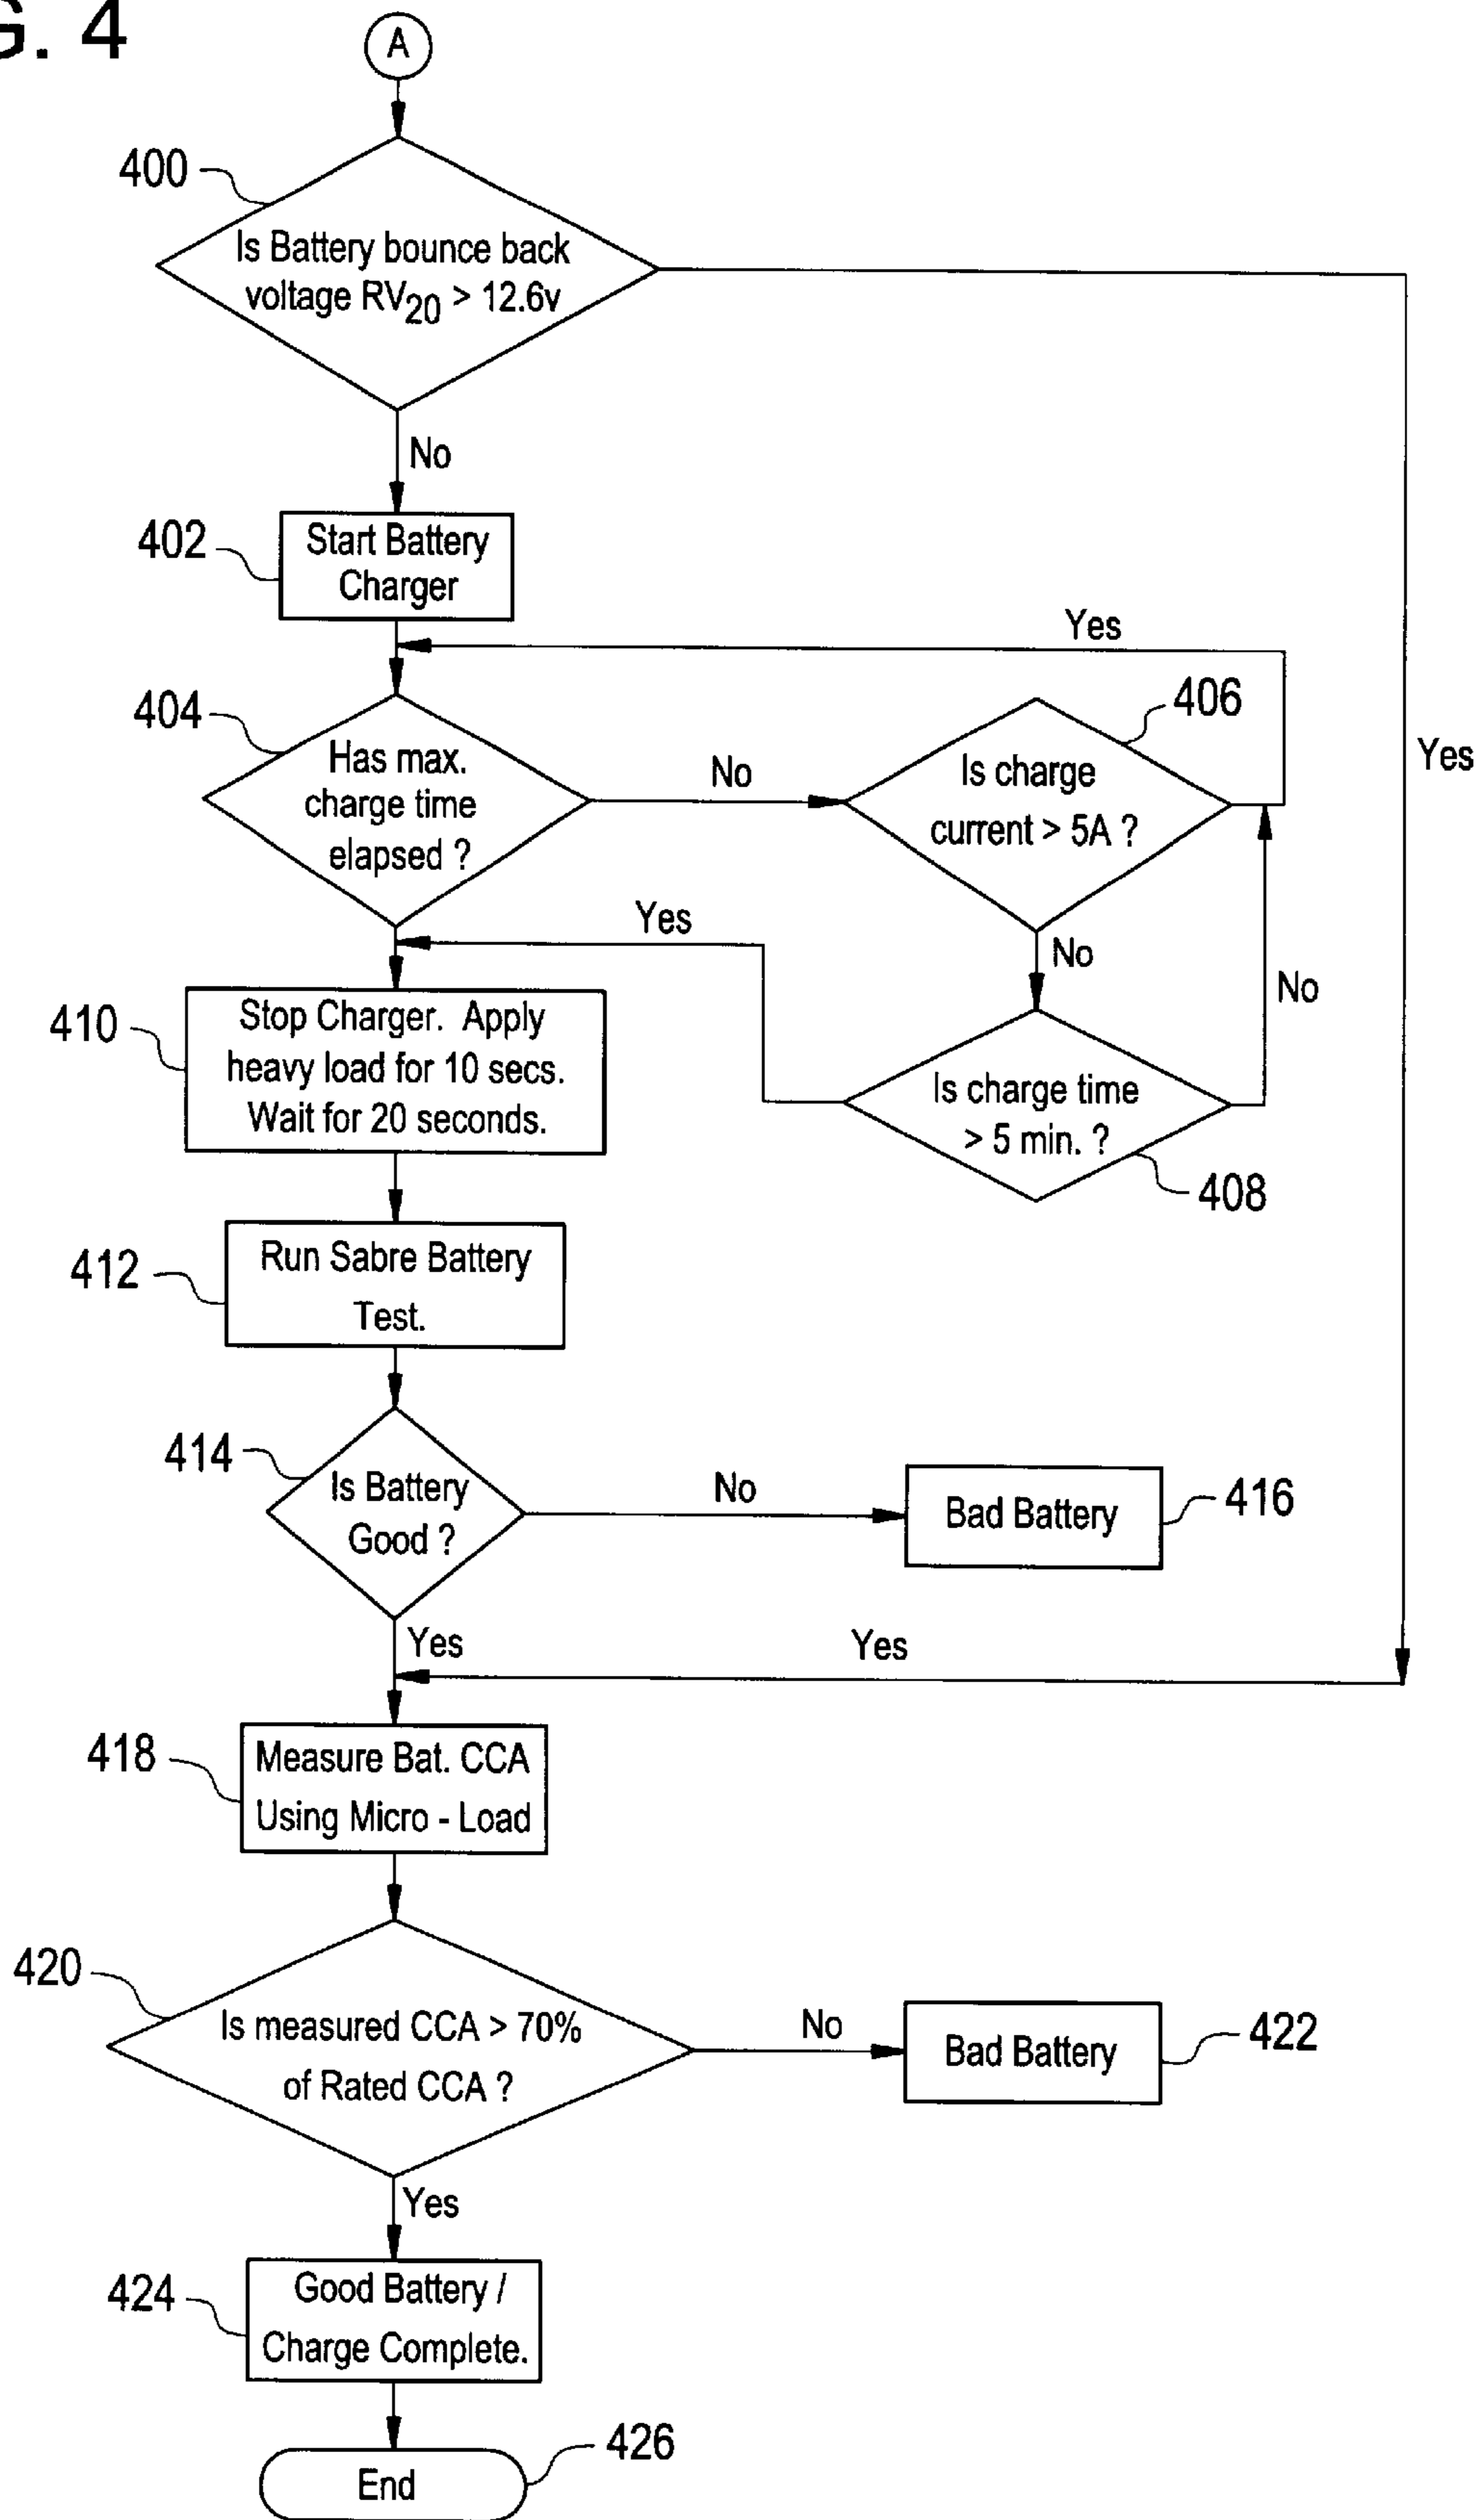 G. 4
A
400
Is Battery bounce back
voltage RV20 > 12.6v
No
402
Start Battery
Charger
Yes
404
Has max.
charge time
elapsed ?
No
406
Is charge
current > 5A ?
Yes
Yes
No
No
410
Stop Charger. Apply
heavy load for 10 secs.
Wait for 20 seconds.
Is charge time
> 5 min. ?
408
412
Run Sabre Battery
Test.
414
Is Battery
Good ?
No
Bad Battery
416
Yes
Yes
418
Measure Bat. CCA
Using Micro - Load
420
Is measured CCA > 70%
of Rated CCA ?
No
Bad Battery
422
Yes
424
Good Battery /
Charge Complete.
End
426